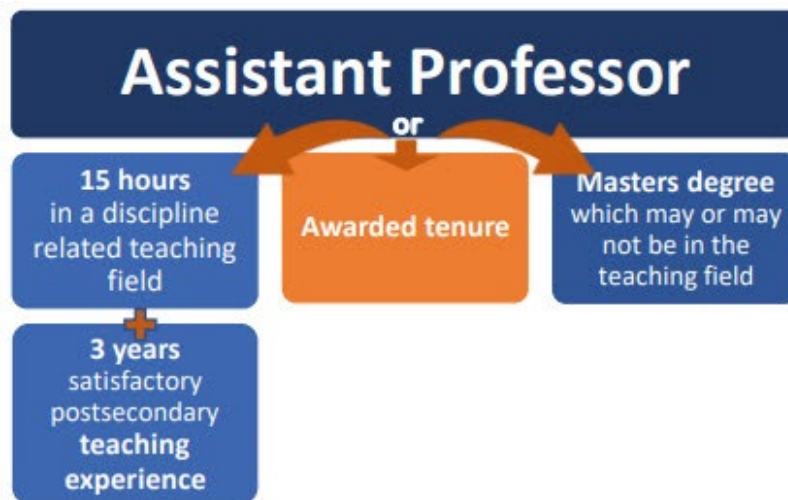 Assistant Professor
or
15 hours
in a discipline
related teaching
field
Awarded tenure
Masters degree
which may or may
not be in the
teaching field
3 years
satisfactory
postsecondary
teaching
experience